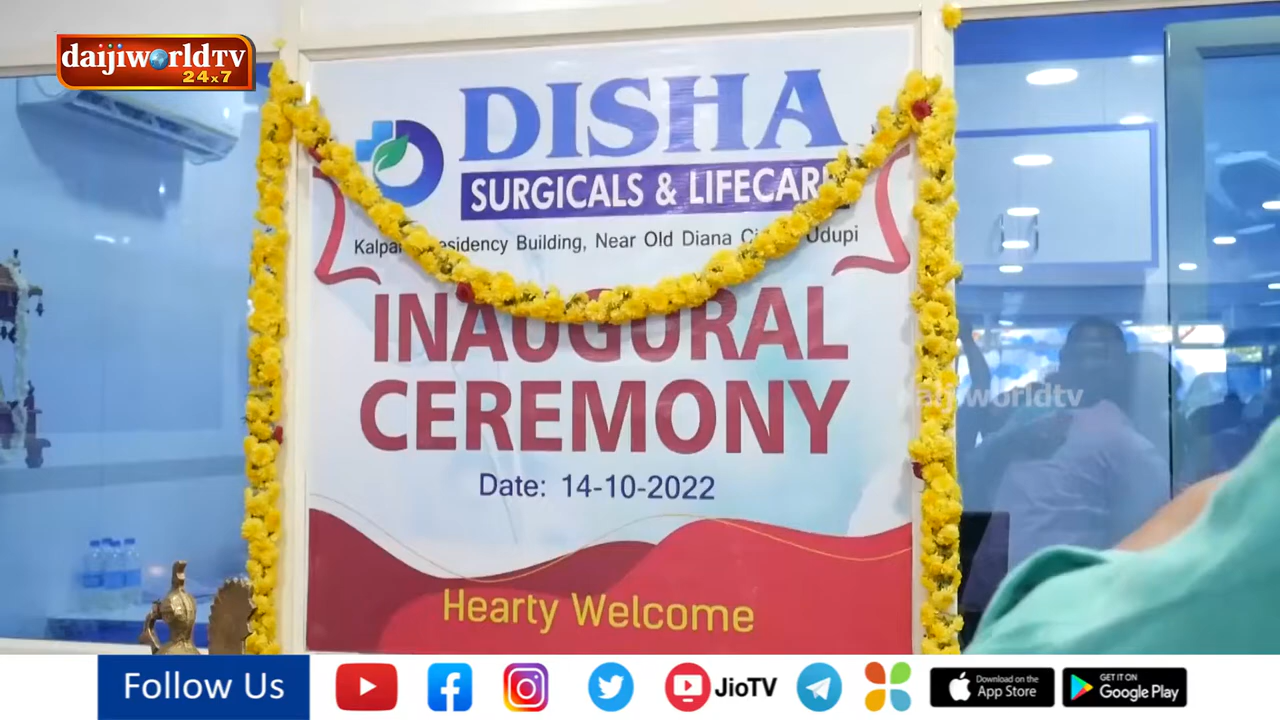 daijiworldTV
24x7
DISHA
SURGICALS & LIFECARE
Building, Near Old Diana Udupi
INAUGURAL
CEREMONY
daijiworldtv
Date: 14-10-2022
Hearty Welcome
Follow Us
JioTV
Download on the
App Store
GET IT ON
Google Play